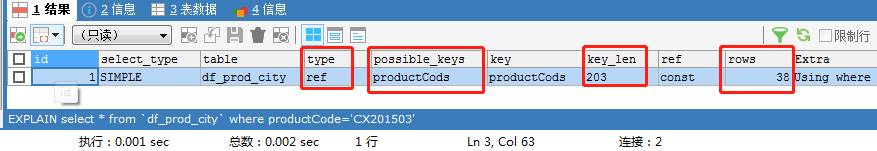 1 结果 2 信息 3 表数据 4 信息
（只读） 限制行
id select_type table type possible_keys key key_len ref rows Extra
1 SIMPLE df_prod_city ref productCods productCods 203 const 38 Using where
id
EXPLAIN select * from `df_prod_city` where productCode='CX201503'
执行：0.001 sec 总数：0.002 sec 1 行 Ln 3, Col 63 连接：2